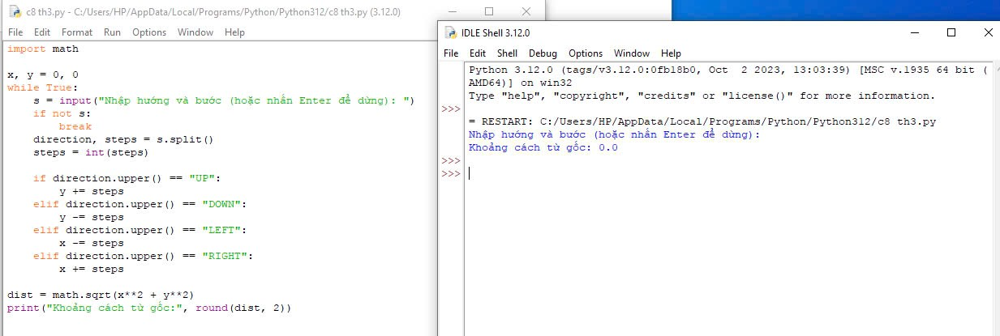 c8 th3.py - C:/Users/HP/AppData/Local/Programs/Python/Python312/c8 th3.py (3.12.0)
File Edit Format Run Options Window Help
import math
x, y = 0, 0
while True:
    s = input("Nhập hướng và bước (hoặc nhấn Enter để dừng): ")
    if not s:
        break
    direction, steps = s.split()
    steps = int(steps)
    if direction.upper() == "UP":
        y += steps
    elif direction.upper() == "DOWN":
        y -= steps
    elif direction.upper() == "LEFT":
        x -= steps
    elif direction.upper() == "RIGHT":
        x += steps
dist = math.sqrt(x**2 + y**2)
print("Khoảng cách từ gốc:", round(dist, 2))
IDLE Shell 3.12.0
File Edit Shell Debug Options Window Help
Python 3.12.0 (tags/v3.12.0:0fb18b0, Oct  2 2023, 13:03:39) [MSC v.1935 64 bit (
AMD64)] on win32
Type "help", "copyright", "credits" or "license()" for more information.
>>>
= RESTART: C:/Users/HP/AppData/Local/Programs/Python/Python312/c8 th3.py
Nhập hướng và bước (hoặc nhấn Enter để dừng):
Khoảng cách từ gốc: 0.0
>>>
>>>